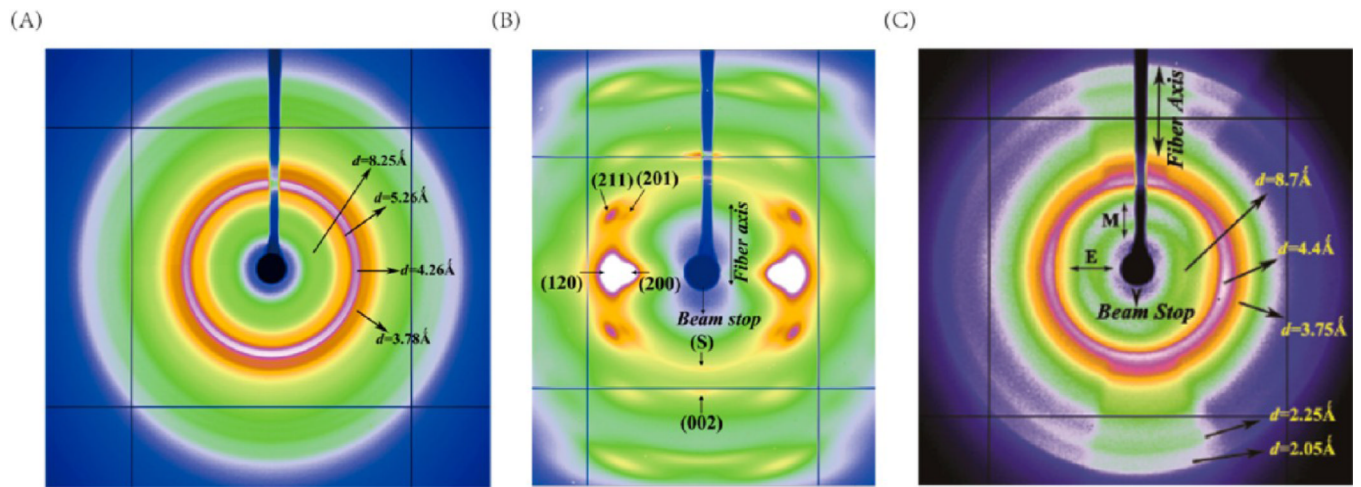 (A)
(B)
(C)
d=8.25Å
d=5.26Å
d=4.26Å
d=3.78Å
(211) (201)
Fiber axis
(120) (200)
Beam stop
(S)
(002)
Fiber Axis
d=8.7Å
M
E
d=4.4Å
Beam Stop
d=3.75Å
d=2.25Å
d=2.05Å